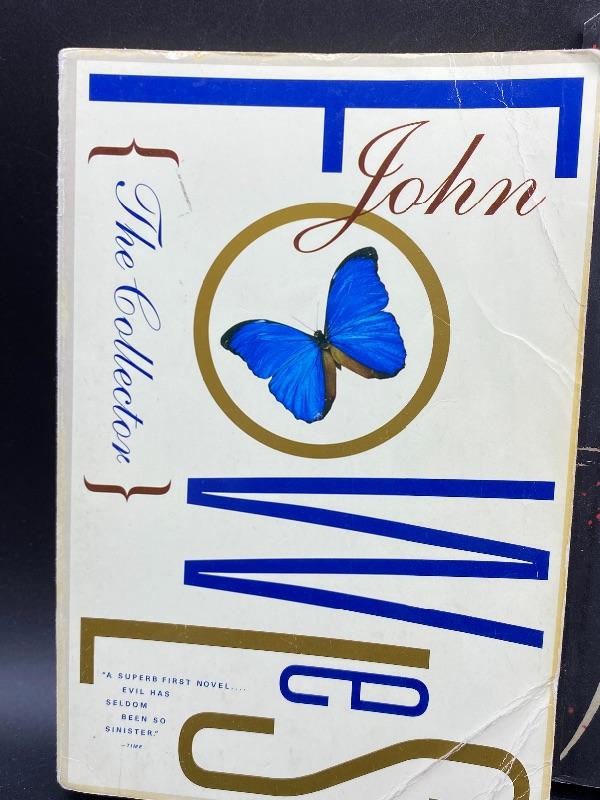 John
FOWLeS
{The Collector}
"A SUPERB FIRST NOVEL....
EVIL HAS
SELDOM
BEEN SO
SINISTER."
—TIME